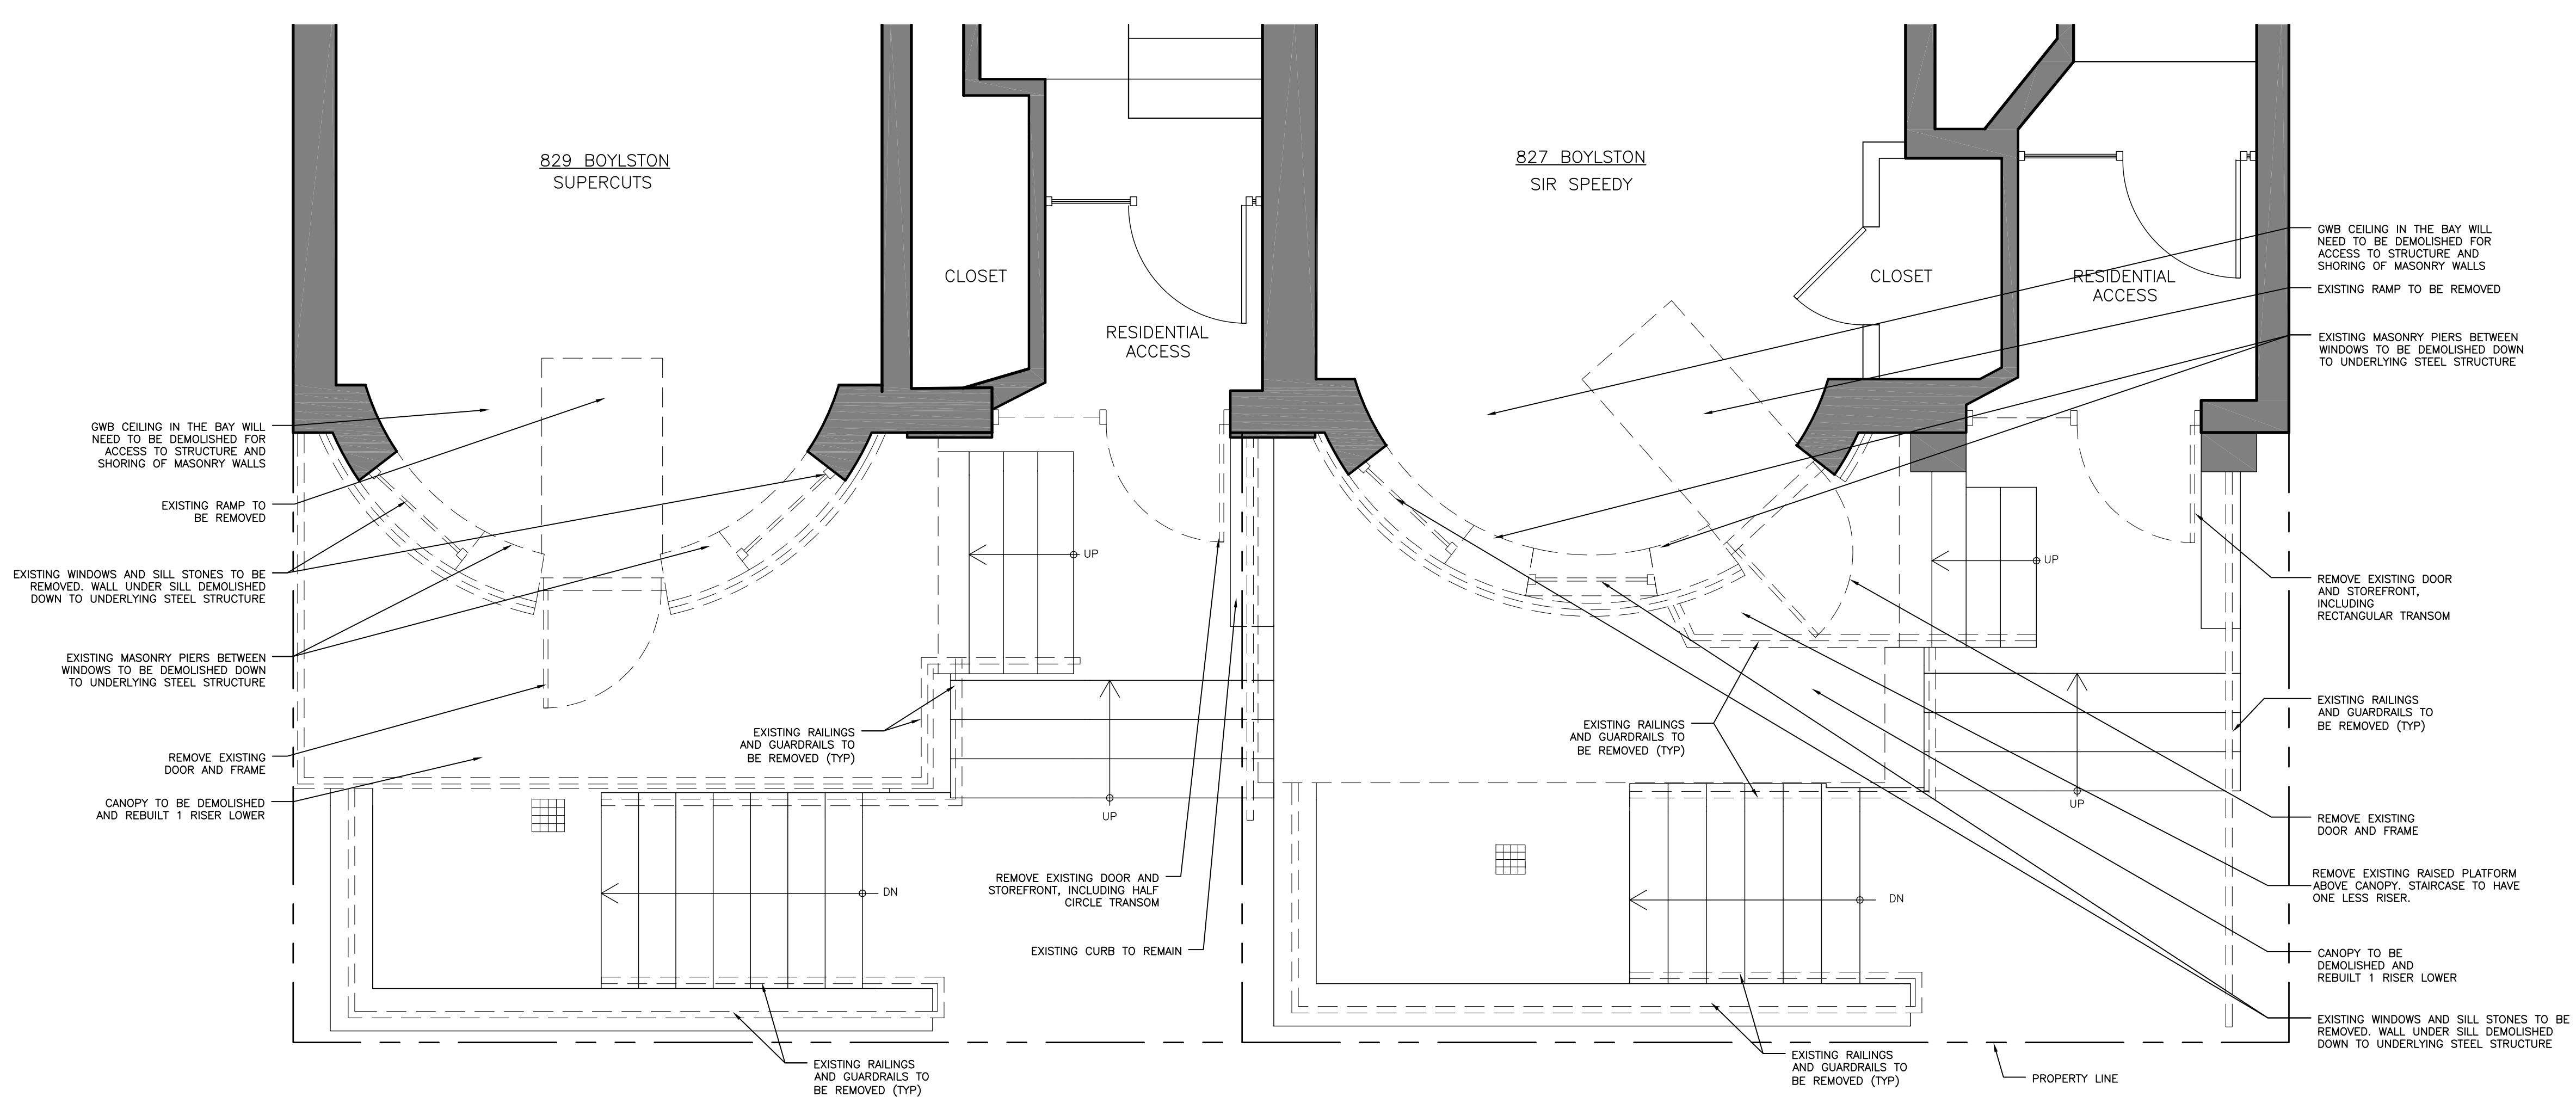 829 BOYLSTON
SUPERCUTS
827 BOYLSTON
SIR SPEEDY
CLOSET
RESIDENTIAL
ACCESS
CLOSET
RESIDENTIAL
ACCESS
GWB CEILING IN THE BAY WILL
NEED TO BE DEMOLISHED FOR
ACCESS TO STRUCTURE AND
SHORING OF MASONRY WALLS
EXISTING RAMP TO
BE REMOVED
EXISTING WINDOWS AND SILL STONES TO BE
REMOVED. WALL UNDER SILL DEMOLISHED
DOWN TO UNDERLYING STEEL STRUCTURE
EXISTING MASONRY PIERS BETWEEN
WINDOWS TO BE DEMOLISHED DOWN
TO UNDERLYING STEEL STRUCTURE
REMOVE EXISTING
DOOR AND FRAME
CANOPY TO BE DEMOLISHED
AND REBUILT 1 RISER LOWER
UP
EXISTING RAILINGS
AND GUARDRAILS TO
BE REMOVED (TYP)
UP
DN
REMOVE EXISTING DOOR AND
STOREFRONT, INCLUDING HALF
CIRCLE TRANSOM
EXISTING CURB TO REMAIN
EXISTING RAILINGS
AND GUARDRAILS TO
BE REMOVED (TYP)
UP
EXISTING RAILINGS
AND GUARDRAILS TO
BE REMOVED (TYP)
UP
DN
EXISTING RAILINGS
AND GUARDRAILS TO
BE REMOVED (TYP)
PROPERTY LINE
GWB CEILING IN THE BAY WILL
NEED TO BE DEMOLISHED FOR
ACCESS TO STRUCTURE AND
SHORING OF MASONRY WALLS
EXISTING RAMP TO BE REMOVED
EXISTING MASONRY PIERS BETWEEN
WINDOWS TO BE DEMOLISHED DOWN
TO UNDERLYING STEEL STRUCTURE
REMOVE EXISTING DOOR
AND STOREFRONT,
INCLUDING
RECTANGULAR TRANSOM
EXISTING RAILINGS
AND GUARDRAILS TO
BE REMOVED (TYP)
REMOVE EXISTING
DOOR AND FRAME
REMOVE EXISTING RAISED PLATFORM
ABOVE CANOPY. STAIRCASE TO HAVE
ONE LESS RISER.
CANOPY TO BE
DEMOLISHED AND
REBUILT 1 RISER LOWER
EXISTING WINDOWS AND SILL STONES TO BE
REMOVED. WALL UNDER SILL DEMOLISHED
DOWN TO UNDERLYING STEEL STRUCTURE